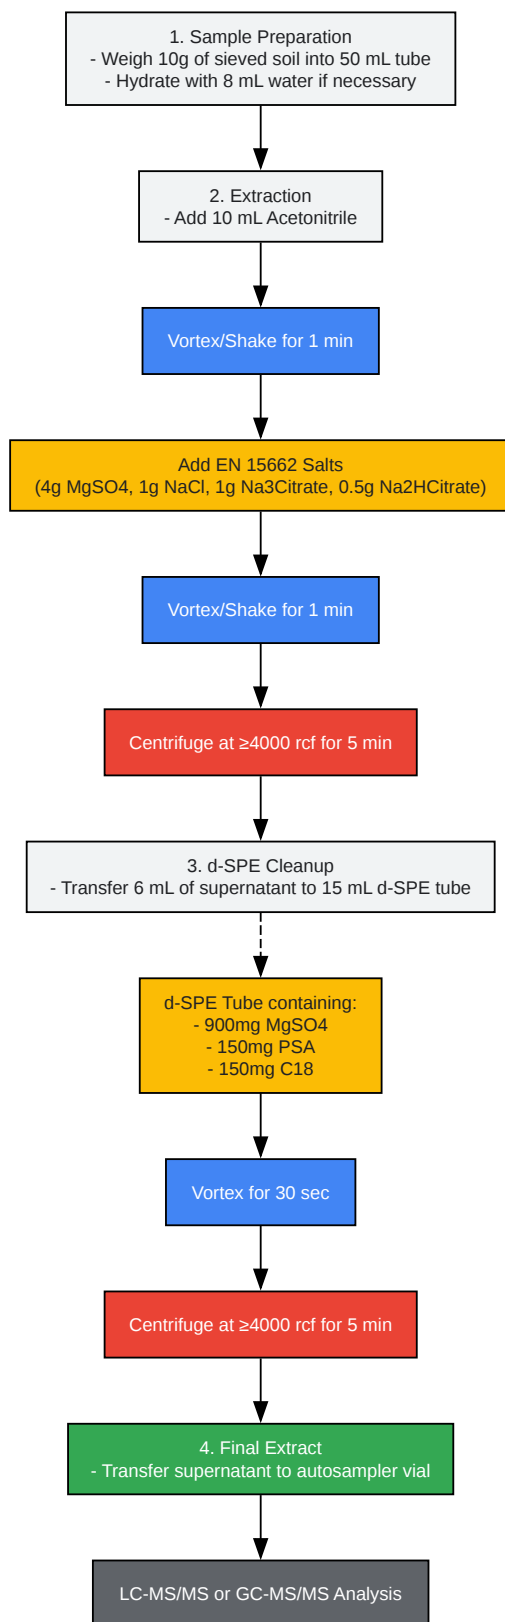 1. Sample Preparation
- Weigh 10g of sieved soil into 50 mL tube
- Hydrate with 8 mL water if necessary
2. Extraction
- Add 10 mL Acetonitrile
Vortex/Shake for 1 min
Add EN 15662 Salts
(4g MgSO4, 1g NaCl, 1g Na3Citrate, 0.5g Na2HCitrate)
Vortex/Shake for 1 min
Centrifuge at ≥4000 rcf for 5 min
3. d-SPE Cleanup
- Transfer 6 mL of supernatant to 15 mL d-SPE tube
d-SPE Tube containing:
- 900mg MgSO4
- 150mg PSA
- 150mg C18
Vortex for 30 sec
Centrifuge at ≥4000 rcf for 5 min
4. Final Extract
- Transfer supernatant to autosampler vial
LC-MS/MS or GC-MS/MS Analysis